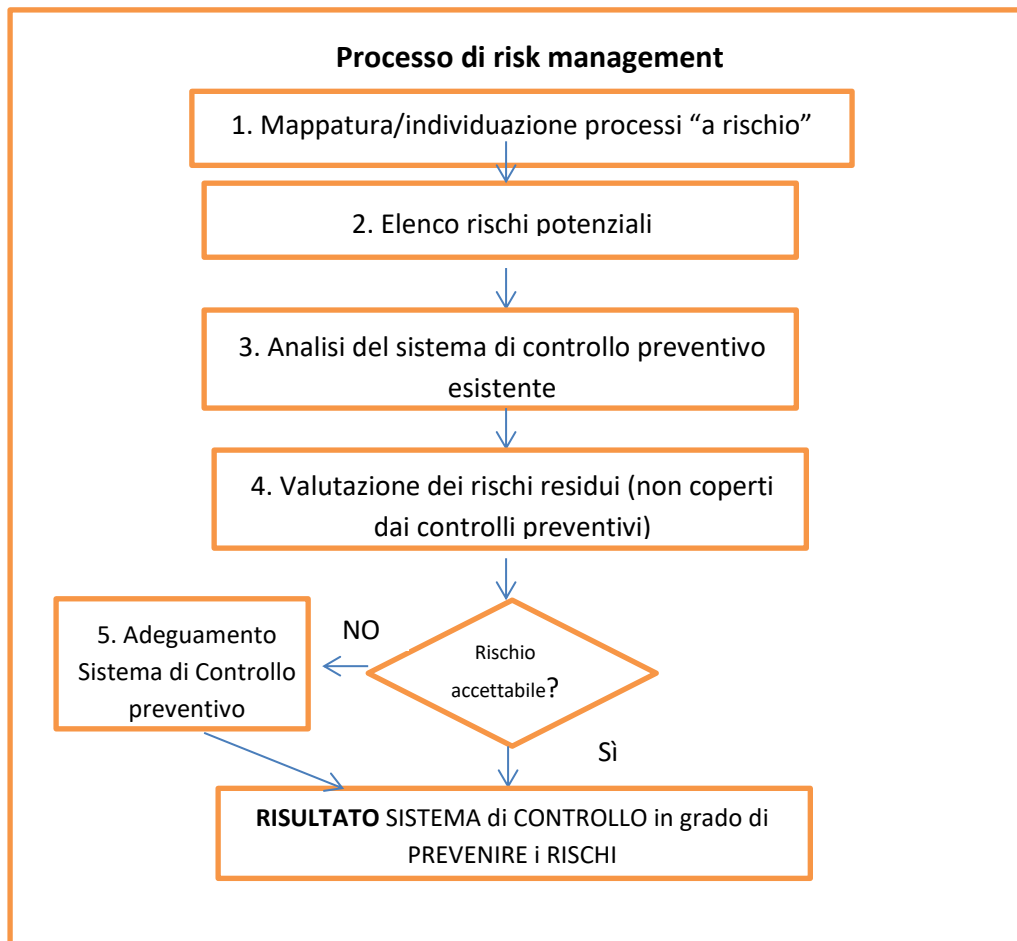 Processo di risk management
1. Mappatura/individuazione processi “a rischio”
2. Elenco rischi potenziali
3. Analisi del sistema di controllo preventivo
esistente
4. Valutazione dei rischi residui (non coperti
dai controlli preventivi)
5. Adeguamento
Sistema di Controllo
preventivo
NO
Rischio
accettabile?
Sì
RISULTATO SISTEMA di CONTROLLO in grado di
PREVENIRE i RISCHI